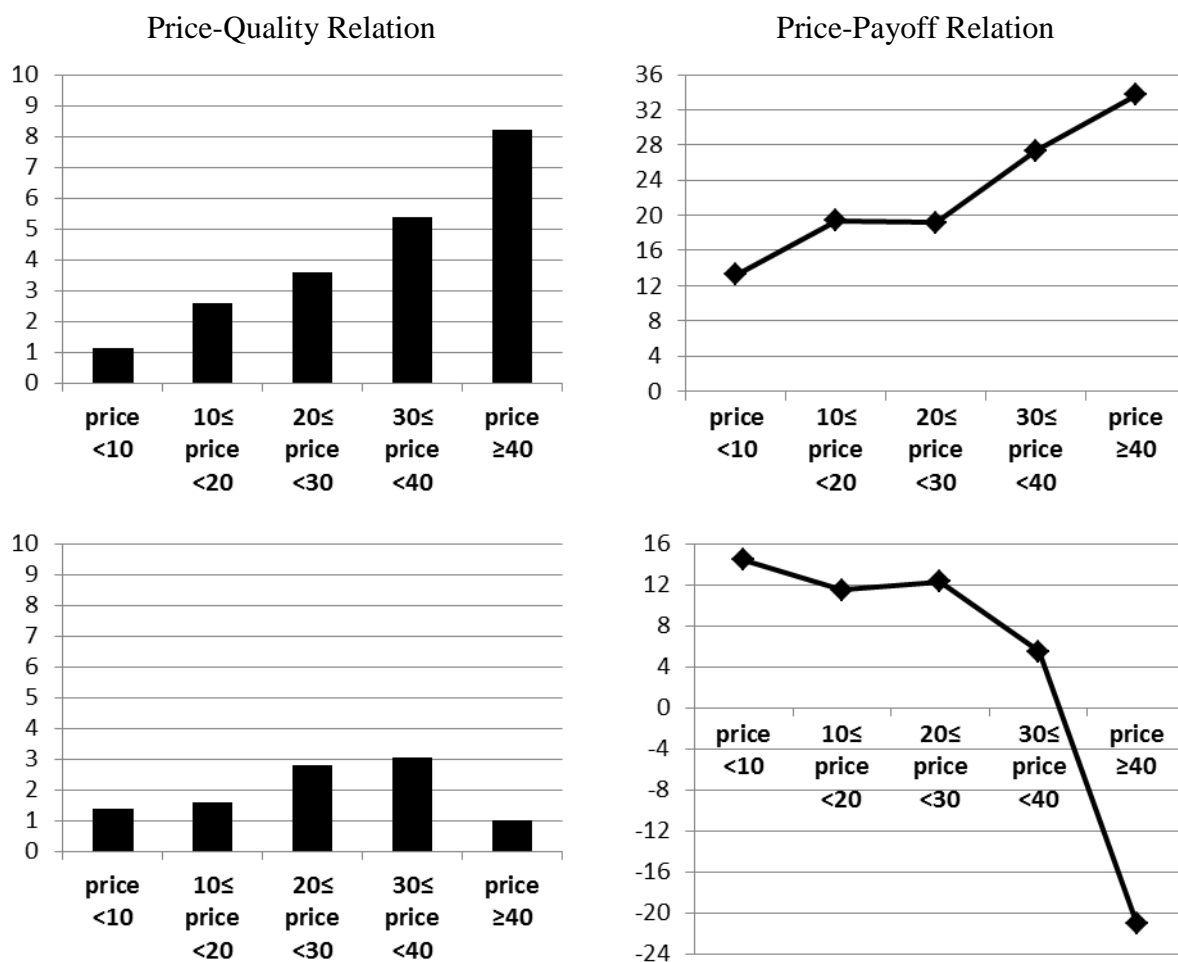 Price-Quality Relation
Price-Payoff Relation
10
9
8
7
6
5
4
3
2
1
0
price <10
10≤ price <20
20≤ price <30
30≤ price <40
price ≥40
36
32
28
24
20
16
12
8
4
0
price <10
10≤ price <20
20≤ price <30
30≤ price <40
price ≥40
10
9
8
7
6
5
4
3
2
1
0
price <10
10≤ price <20
20≤ price <30
30≤ price <40
price ≥40
16
12
8
4
0
-4
-8
-12
-16
-20
-24
price <10
10≤ price <20
20≤ price <30
30≤ price <40
price ≥40